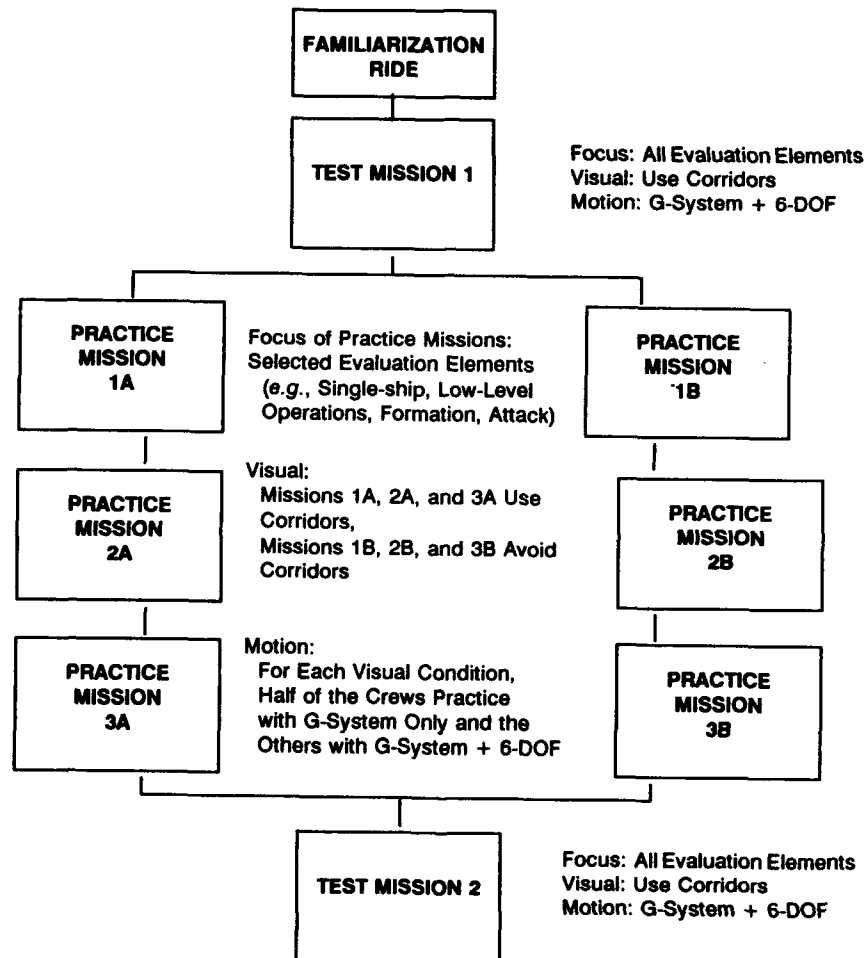 FAMILIARIZATION
RIDE
TEST MISSION 1
Focus: All Evaluation Elements
Visual: Use Corridors
Motion: G-System + 6-DOF
PRACTICE
MISSION
1A
Focus of Practice Missions:
Selected Evaluation Elements
(e.g., Single-ship, Low-Level
Operations, Formation, Attack)
PRACTICE
MISSION
1B
PRACTICE
MISSION
2A
Visual:
Missions 1A, 2A, and 3A Use
Corridors,
Missions 1B, 2B, and 3B Avoid
Corridors
PRACTICE
MISSION
2B
PRACTICE
MISSION
3A
Motion:
For Each Visual Condition,
Half of the Crews Practice
with G-System Only and the
Others with G-System + 6-DOF
PRACTICE
MISSION
3B
TEST MISSION 2
Focus: All Evaluation Elements
Visual: Use Corridors
Motion: G-System + 6-DOF